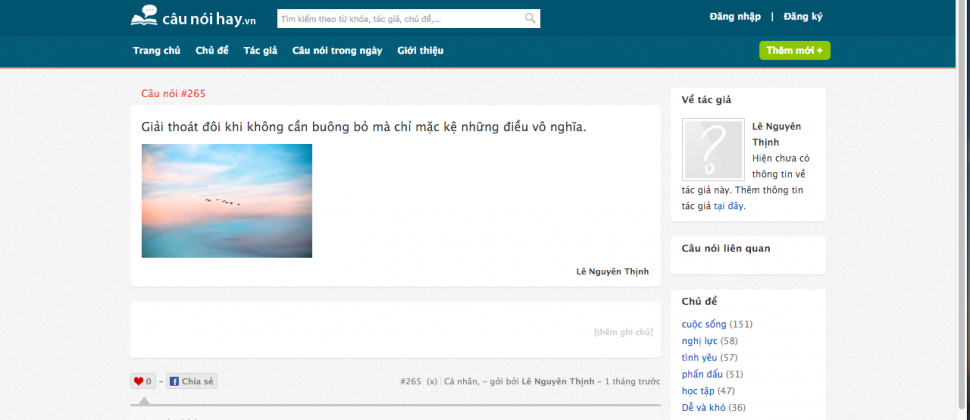 câu nói hay.vn
Tìm kiếm theo từ khóa, tác giả, chủ đề,...
Đăng nhập | Đăng ký
Trang chủ Chủ đề Tác giả Câu nói trong ngày Giới thiệu
Thêm mới +
Câu nói #265
Giải thoát đôi khi không cần buông bỏ mà chỉ mặc kệ những điều vô nghĩa.
Lê Nguyên Thịnh
[thêm ghi chú]
0 – Chia sẻ
#265 (x) | Cá nhân, – gởi bởi Lê Nguyên Thịnh – 1 tháng trước
Về tác giả
Lê Nguyên
Thịnh
Hiện chưa có
thông tin về
tác giả này. Thêm thông tin
tác giả tại đây.
Câu nói liên quan
Chủ đề
cuộc sống (151)
nghị lực (58)
tình yêu (57)
phấn đấu (51)
học tập (47)
Dễ và khó (36)